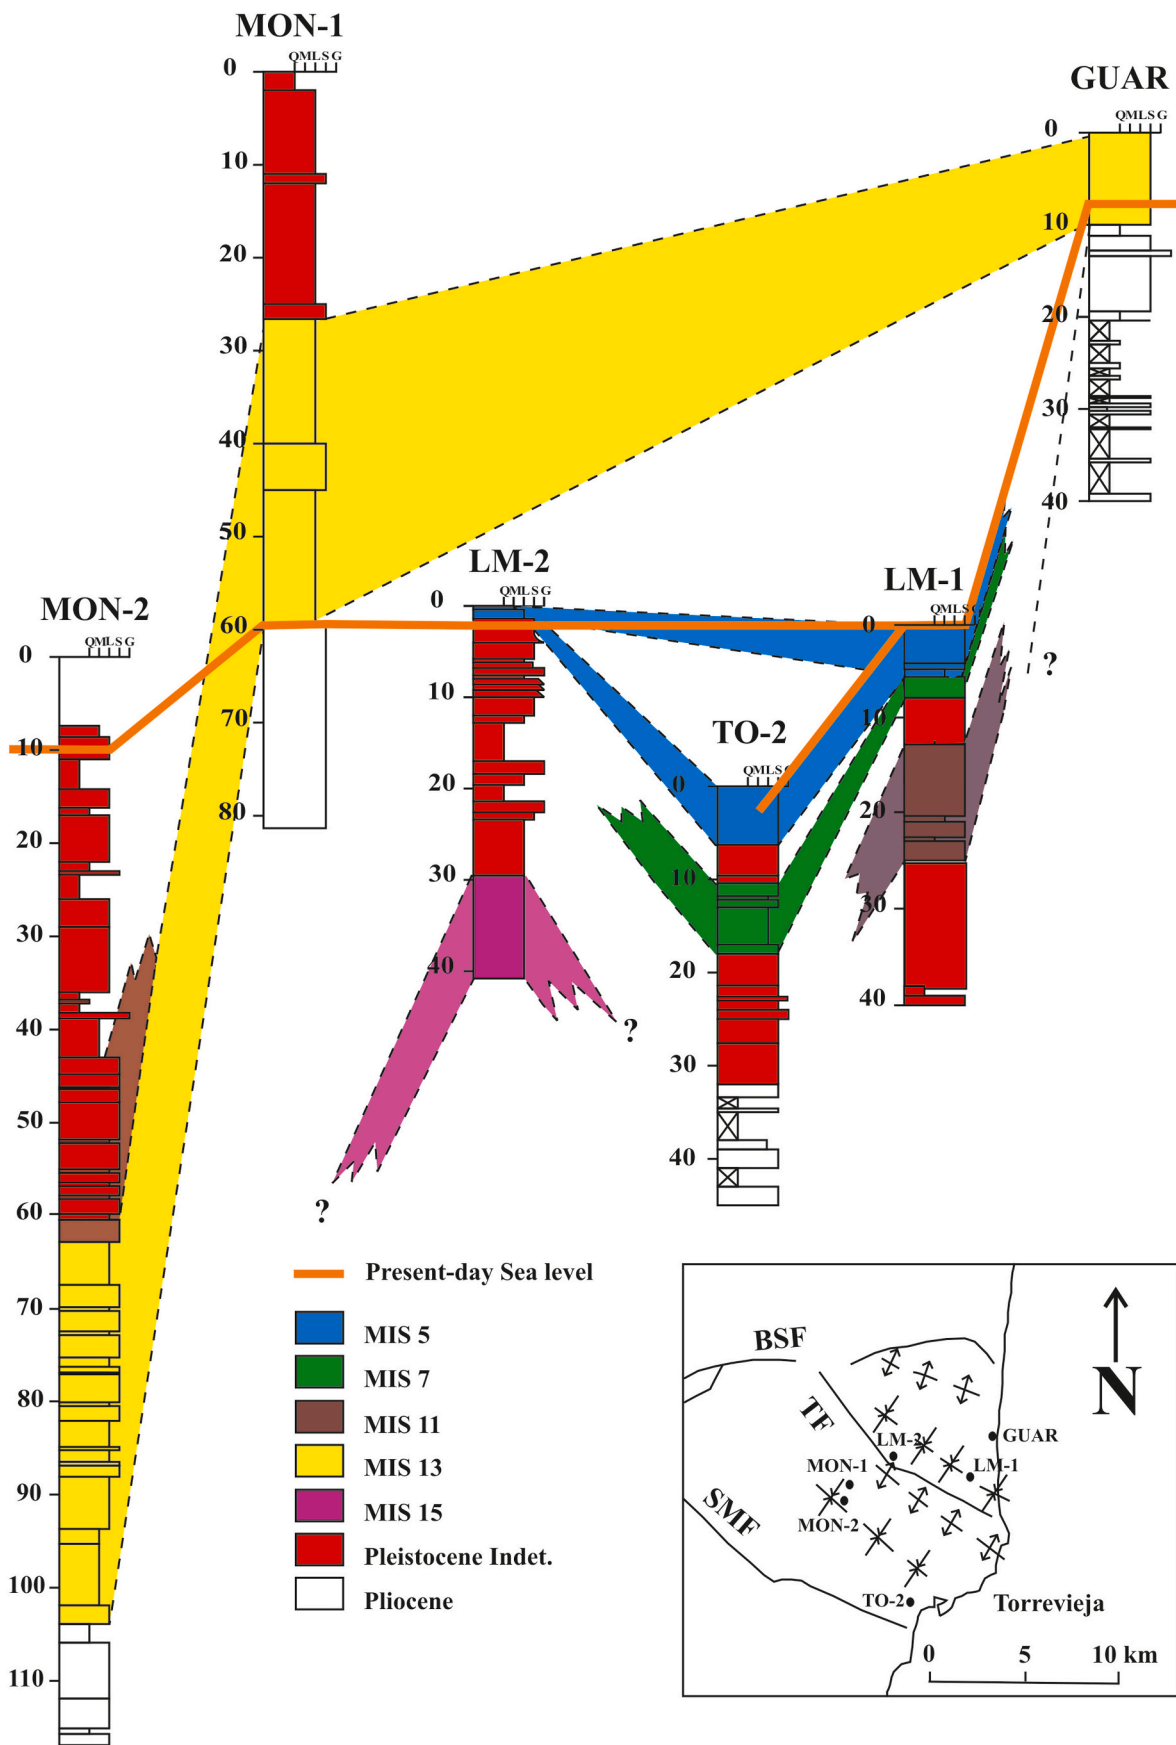 MON-1
QMLSG
0
10
20
30
40
50
60
70
80
GUAR
QMLSG
0
10
20
30
40
LM-2
QMLSG
0
10
20
30
40
?
?
LM-1
QMLSG
0
10
20
30
40
?
MON-2
QMLSG
0
10
20
30
40
50
60
70
80
90
100
110
TO-2
QMLS
0
10
20
30
40
Present-day Sea level
MIS 5
MIS 7
MIS 11
MIS 13
MIS 15
Pleistocene Indet.
Pliocene
BSF
TF
SMF
N
GUAR
LM-2
LM-1
MON-1
MON-2
TO-2
Torrevieja
0 5 10 km